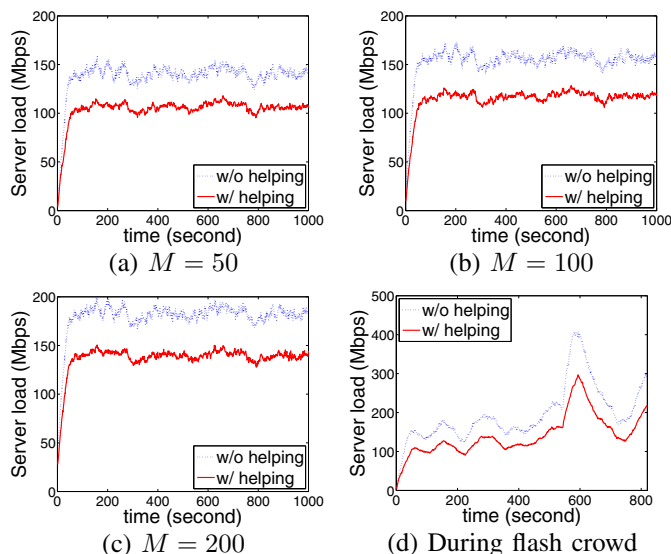 Server load (Mbps)
200
150
100
50
0
0 200 400 600 800 1000
w/o helping
w/ helping
time (second)
(a) M = 50
Server load (Mbps)
200
150
100
50
0
0 200 400 600 800 1000
w/o helping
w/ helping
time (second)
(b) M = 100
Server load (Mbps)
200
150
100
50
0
0 200 400 600 800 1000
w/o helping
w/ helping
time (second)
(c) M = 200
Server load (Mbps)
500
400
300
200
100
0
0 200 400 600 800
w/o helping
w/ helping
time (second)
(d) During flash crowd